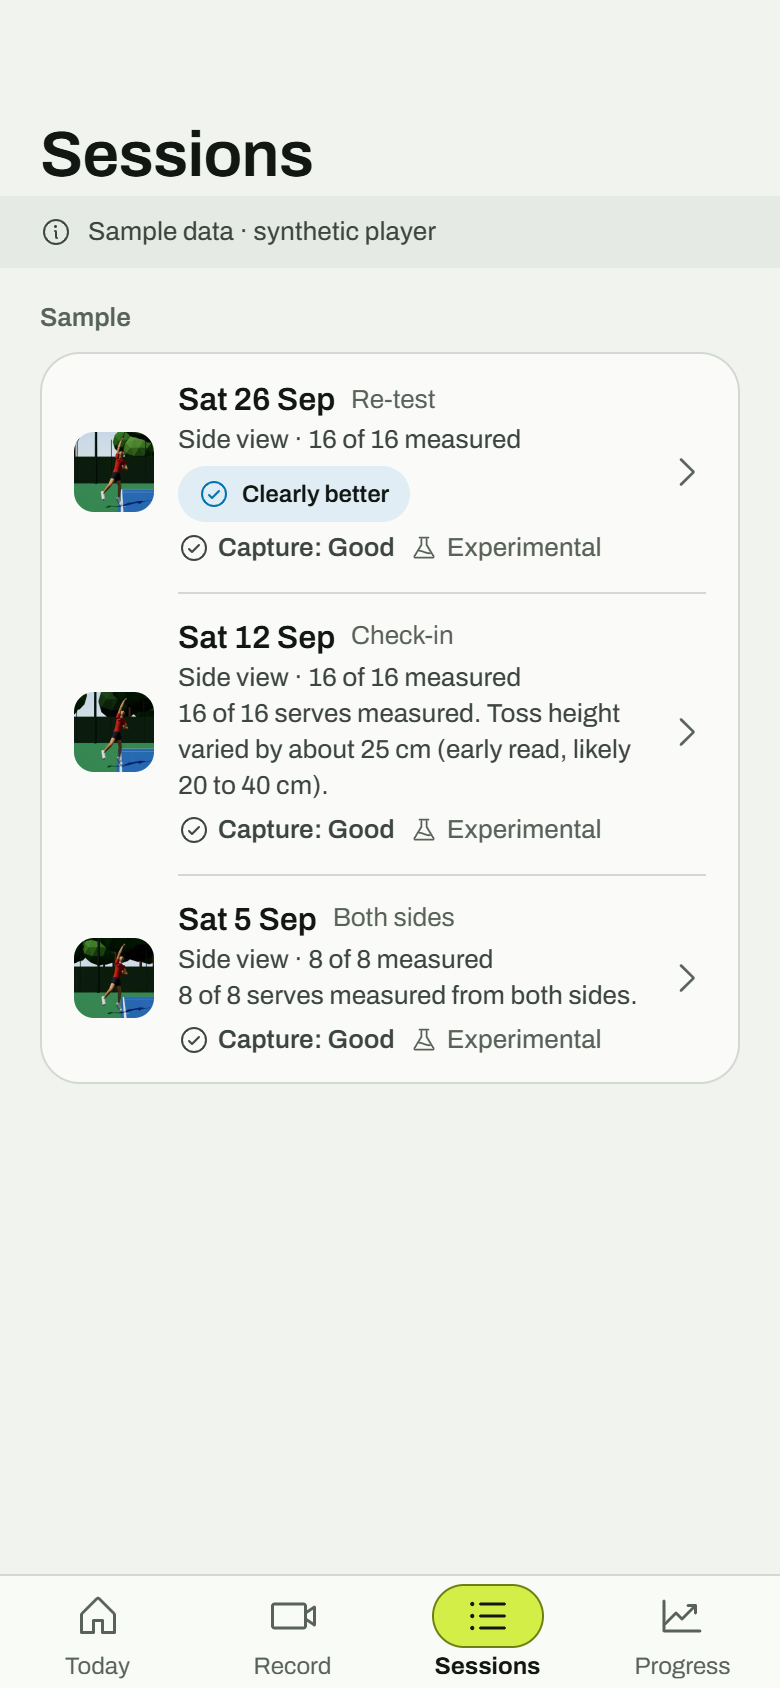 Sessions
Sample data · synthetic player
Sample
Sat 26 Sep Re-test
Side view · 16 of 16 measured
Clearly better
Capture: Good Experimental
Sat 12 Sep Check-in
Side view · 16 of 16 measured
16 of 16 serves measured. Toss height
varied by about 25 cm (early read, likely
20 to 40 cm).
Capture: Good Experimental
Sat 5 Sep Both sides
Side view · 8 of 8 measured
8 of 8 serves measured from both sides.
Capture: Good Experimental
Today Record Sessions Progress